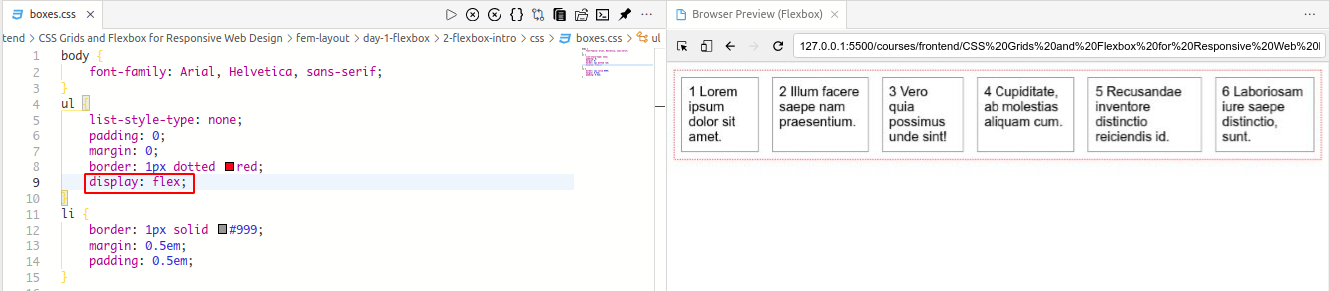 boxes.css
tend > CSS Grids and Flexbox for Responsive Web Design > fem-layout > day-1-flexbox > 2-flexbox-intro > css > boxes.css > ul
1 body {
2 font-family: Arial, Helvetica, sans-serif;
3 }
4 ul {
5 list-style-type: none;
6 padding: 0;
7 margin: 0;
8 border: 1px dotted red;
9 display: flex;
10 }
11 li {
12 border: 1px solid #999;
13 margin: 0.5em;
14 padding: 0.5em;
15 }
Browser Preview (Flexbox)
127.0.0.1:5500/courses/frontend/CSS%20Grids%20and%20Flexbox%20for%20Responsive%20Web%20
1 Lorem
ipsum
dolor sit
amet.
2 Illum facere
saepe nam
praesentium.
3 Vero
quia
possimus
unde sint!
4 Cupiditate,
ab molestias
aliquam cum.
5 Recusandae
inventore
distinctio
reiciendis id.
6 Laboriosam
iure saepe
distinctio,
sunt.